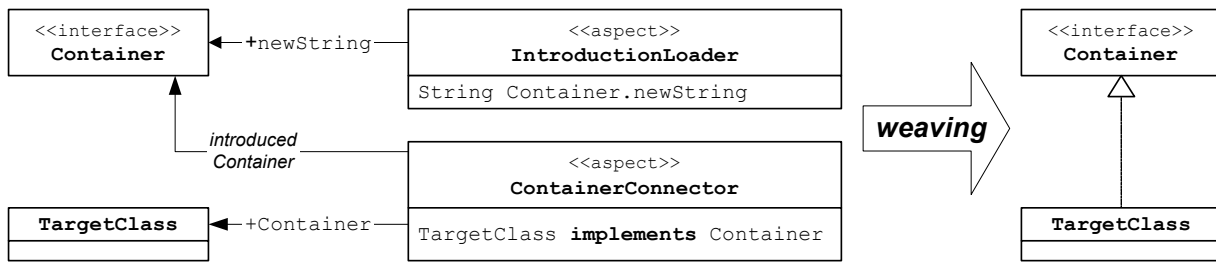 <<interface>>
Container
+newString
<<aspect>>
IntroductionLoader
String Container.newString
introduced
Container
<<aspect>>
ContainerConnector
TargetClass implements Container
TargetClass
+Container
weaving
<<interface>>
Container
TargetClass